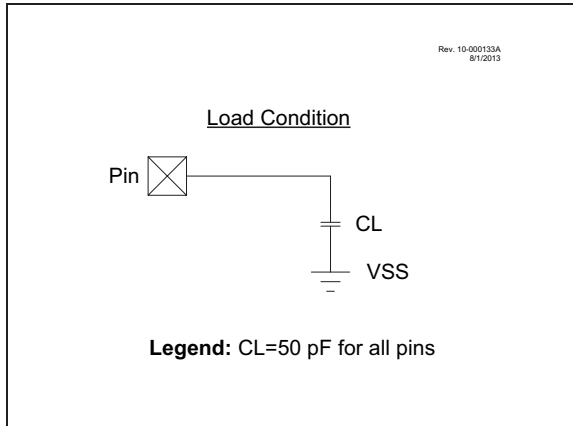 Rev. 10-000133A
8/1/2013
Load Condition
Pin
CL
VSS
Legend: CL=50 pF for all pins